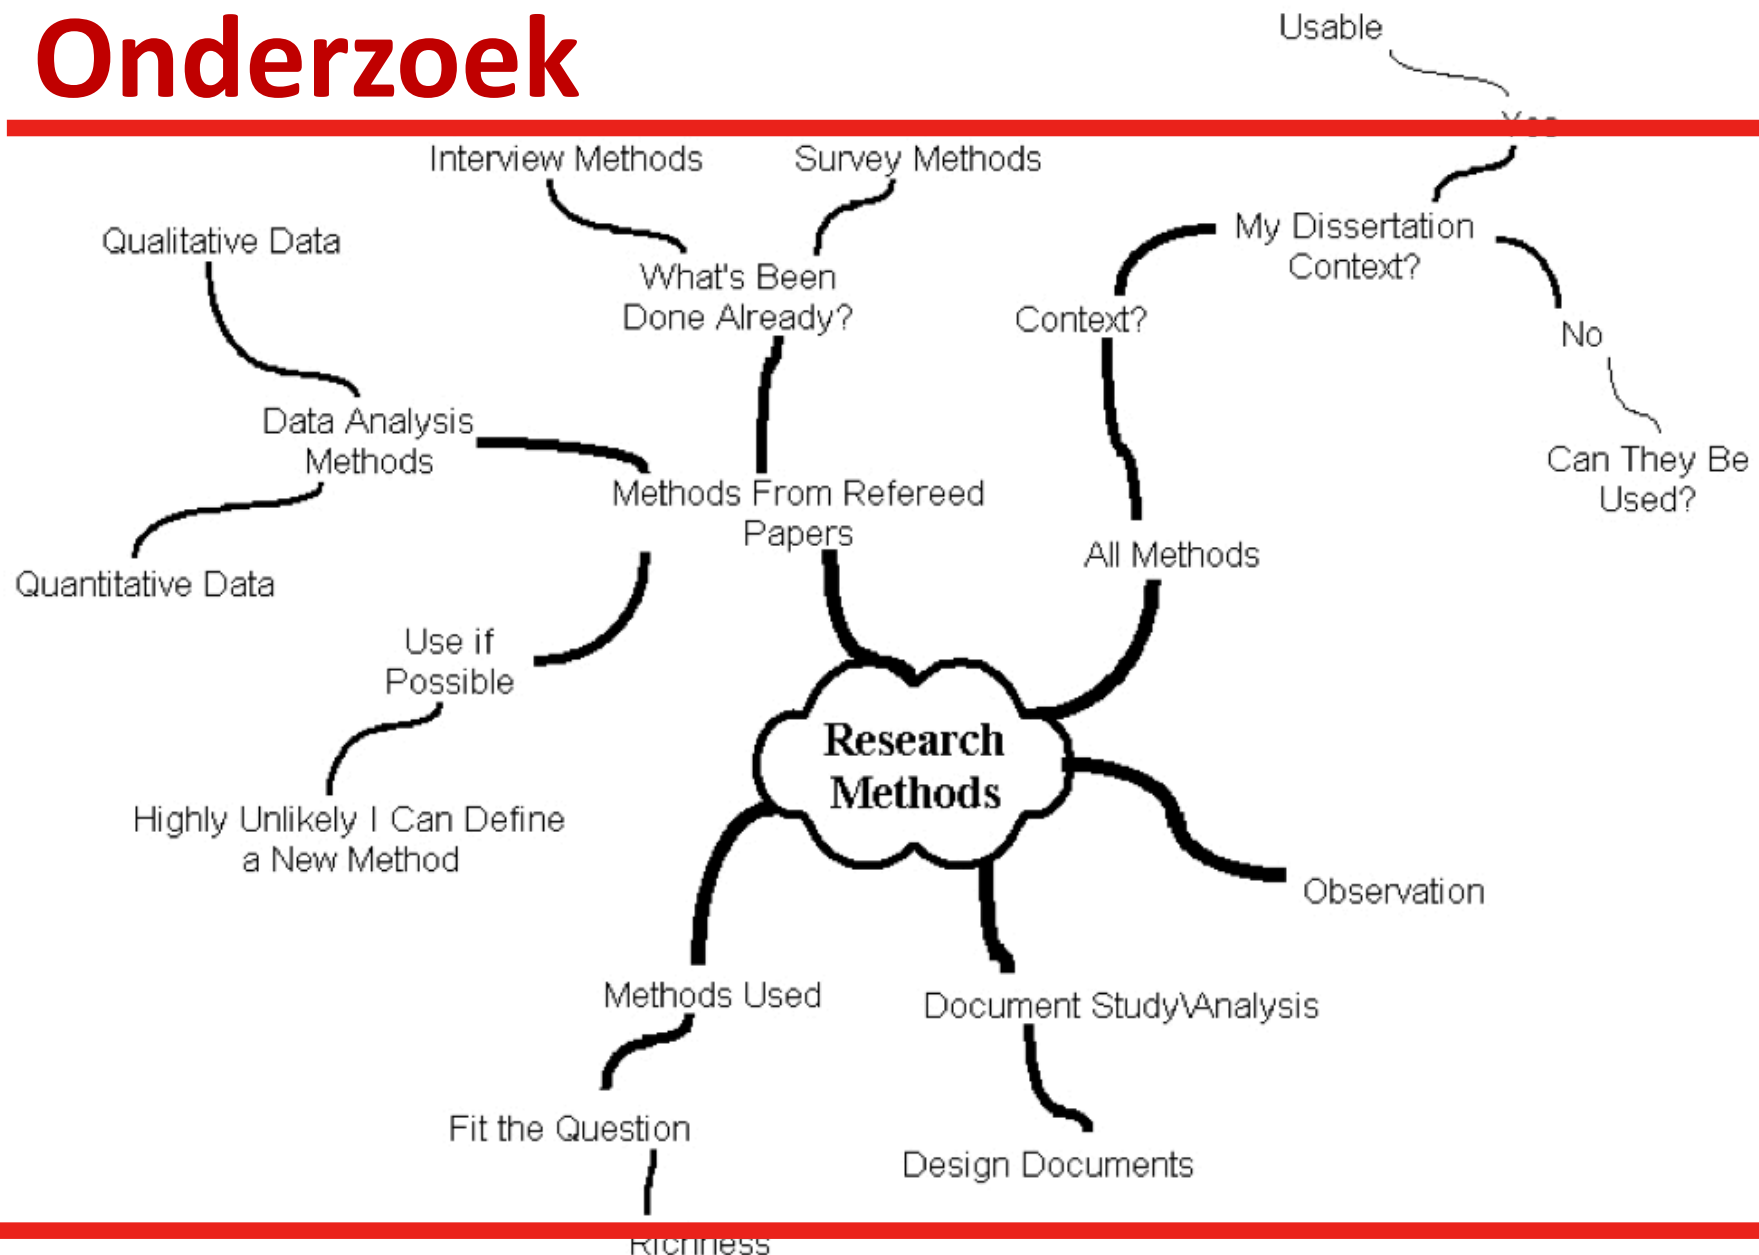 Onderzoek
Usable
Yes
Interview Methods
Survey Methods
Qualitative Data
My Dissertation
Context?
What's Been
Done Already?
Context?
No
Data Analysis
Methods
Can They Be
Used?
Methods From Refereed
Papers
All Methods
Quantitative Data
Use if
Possible
Research
Methods
Highly Unlikely I Can Define
a New Method
Observation
Methods Used
Document Study\Analysis
Fit the Question
Design Documents
Richness